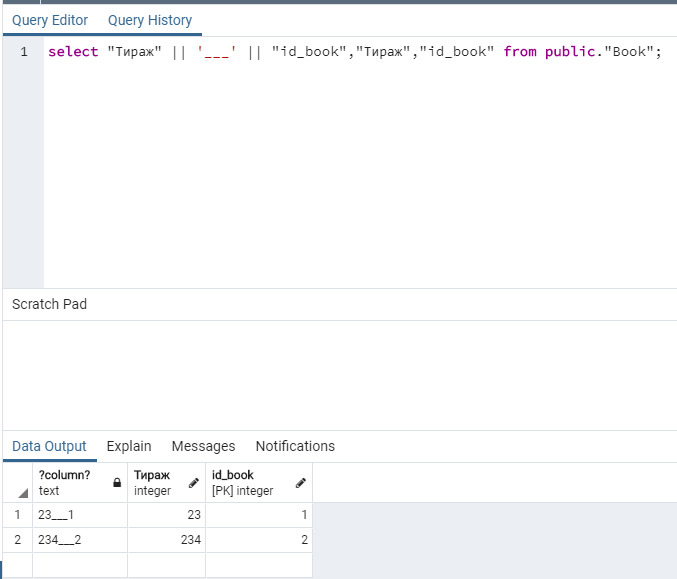 Query Editor Query History
1 select "Тираж" || '___' || "id_book","Тираж","id_book" from public."Book";
Scratch Pad
Data Output Explain Messages Notifications
?column? Тираж id_book
text integer [PK] integer
1 23___1 23 1
2 234___2 234 2